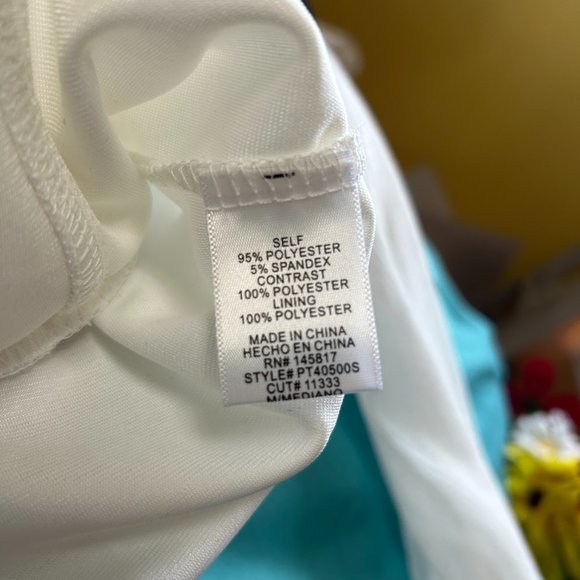 SELF
95% POLYESTER
5% SPANDEX
CONTRAST
100% POLYESTER
LINING
100% POLYESTER
MADE IN CHINA
HECHO EN CHINA
RN# 145817
STYLE# PT40500S
CUT# 11333
M/MEDIANO